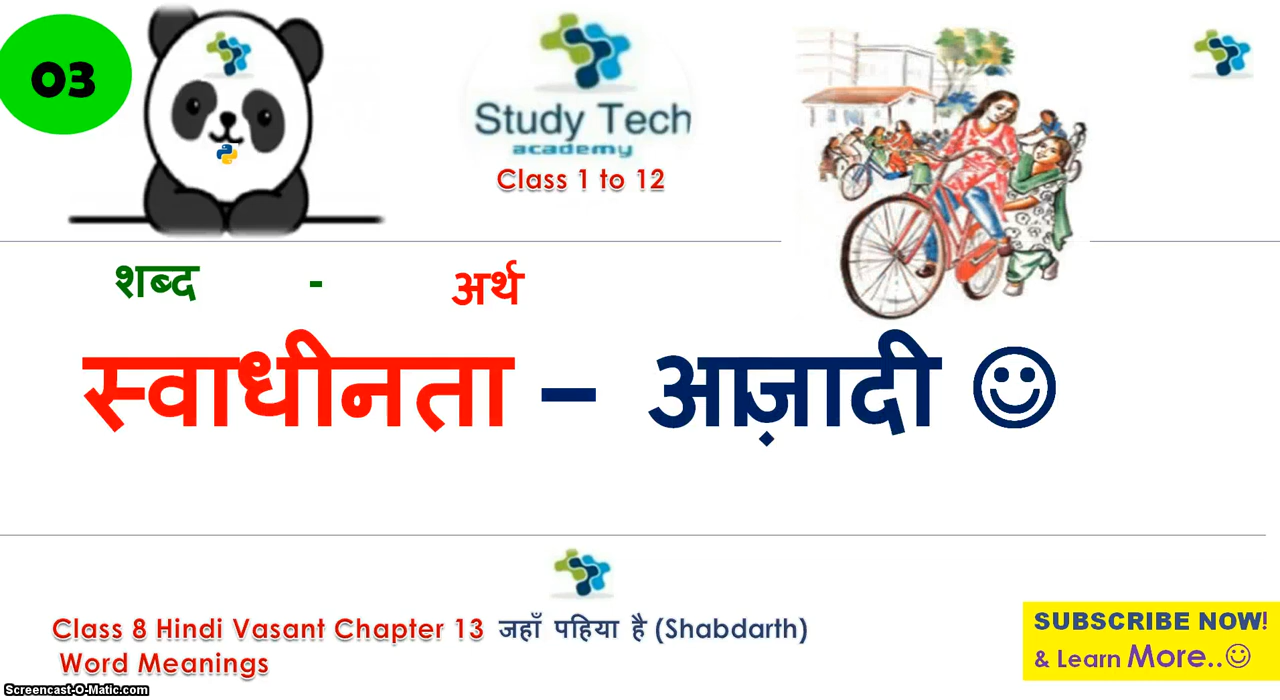 03
Study Tech
academy
Class 1 to 12
शब्द - अर्थ
स्वाधीनता – आज़ादी ☺
Class 8 Hindi Vasant Chapter 13 जहाँ पहिया है (Shabdarth)
Word Meanings
SUBSCRIBE NOW!
& Learn More..☺
Screencast-O-Matic.com